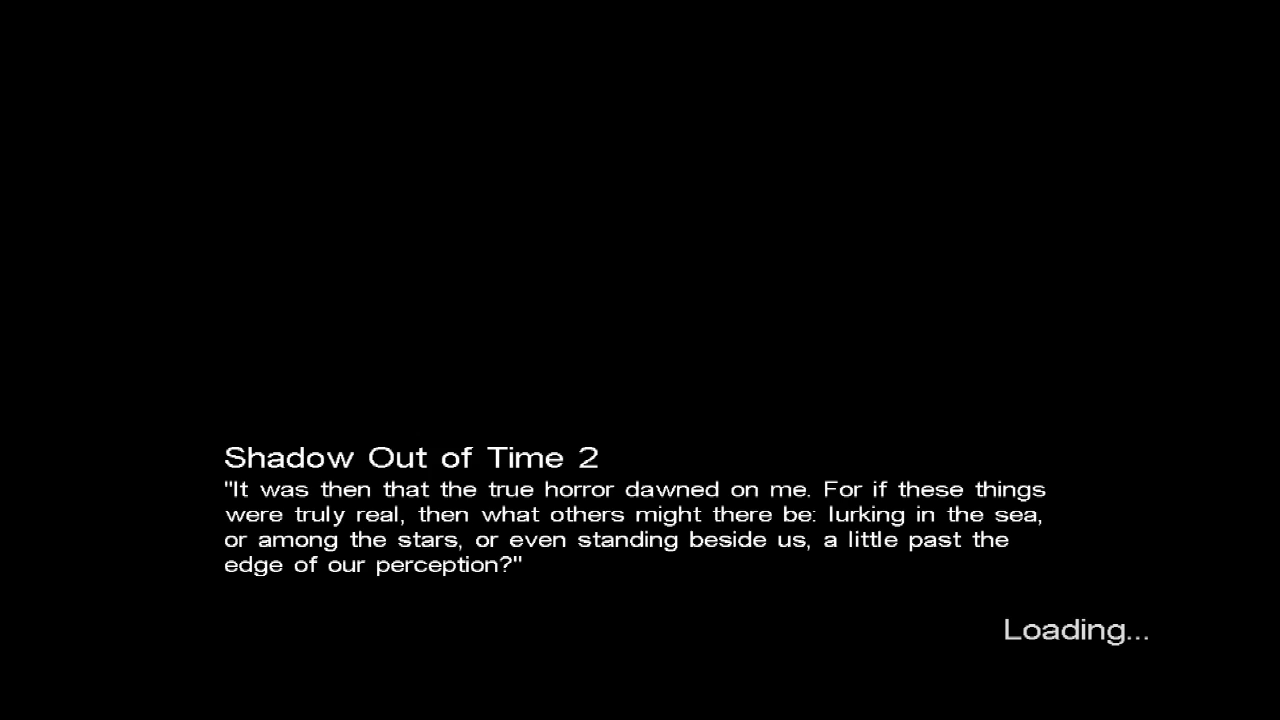 Shadow Out of Time 2
"It was then that the true horror dawned on me. For if these things
were truly real, then what others might there be: lurking in the sea,
or among the stars, or even standing beside us, a little past the
edge of our perception?"
Loading...